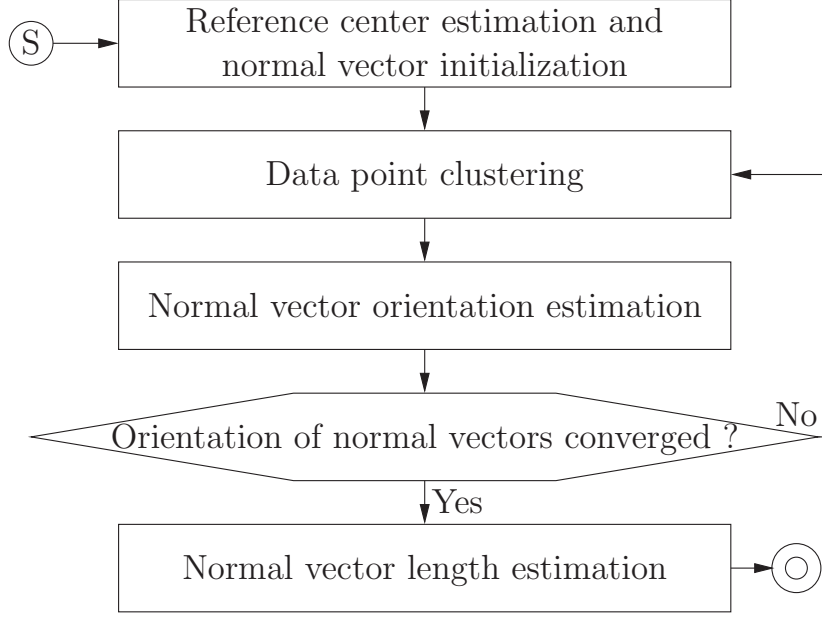 S
Reference center estimation and
normal vector initialization
Data point clustering
Normal vector orientation estimation
Orientation of normal vectors converged ?
No
Yes
Normal vector length estimation